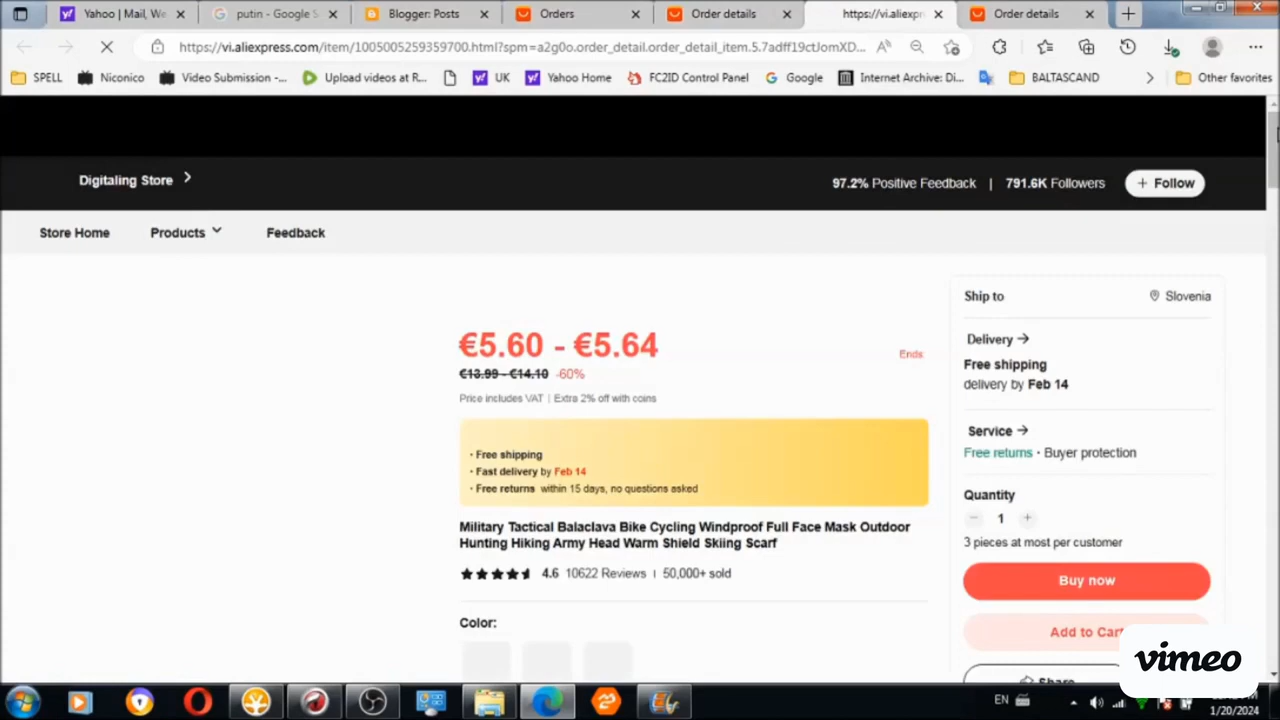 Yahoo | Mail, We
putin - Google S
Blogger: Posts
Orders
Order details
https://vi.aliexpr
Order details
https://vi.aliexpress.com/item/1005005259359700.html?spm=a2g0o.order_detail.order_detail_item.5.7adff19ctJomXD...
SPELL
Niconico
Video Submission -...
Upload videos at R...
UK
Yahoo Home
FC2ID Control Panel
Google
Internet Archive: Di...
BALTASCAND
Other favorites
Digitaling Store
97.2% Positive Feedback | 791.6K Followers
+ Follow
Store Home
Products
Feedback
Ship to
Slovenia
€5.60 - €5.64
Ends
€13.99 - €14.10 -60%
Price includes VAT | Extra 2% off with coins
Delivery
Free shipping
delivery by Feb 14
· Free shipping
· Fast delivery by Feb 14
· Free returns within 15 days, no questions asked
Service
Free returns · Buyer protection
Quantity
1
3 pieces at most per customer
Military Tactical Balaclava Bike Cycling Windproof Full Face Mask Outdoor
Hunting Hiking Army Head Warm Shield Skiing Scarf
4.6 10622 Reviews | 50,000+ sold
Buy now
Color:
Add to Cart
Share
vimeo
EN
1/20/2024